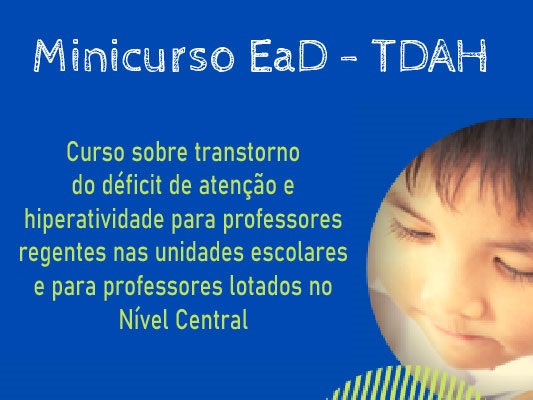 Minicurso EaD - TDAH
Curso sobre transtorno
do déficit de atenção e
hiperatividade para professores
regentes nas unidades escolares
e para professores lotados no
Nível Central